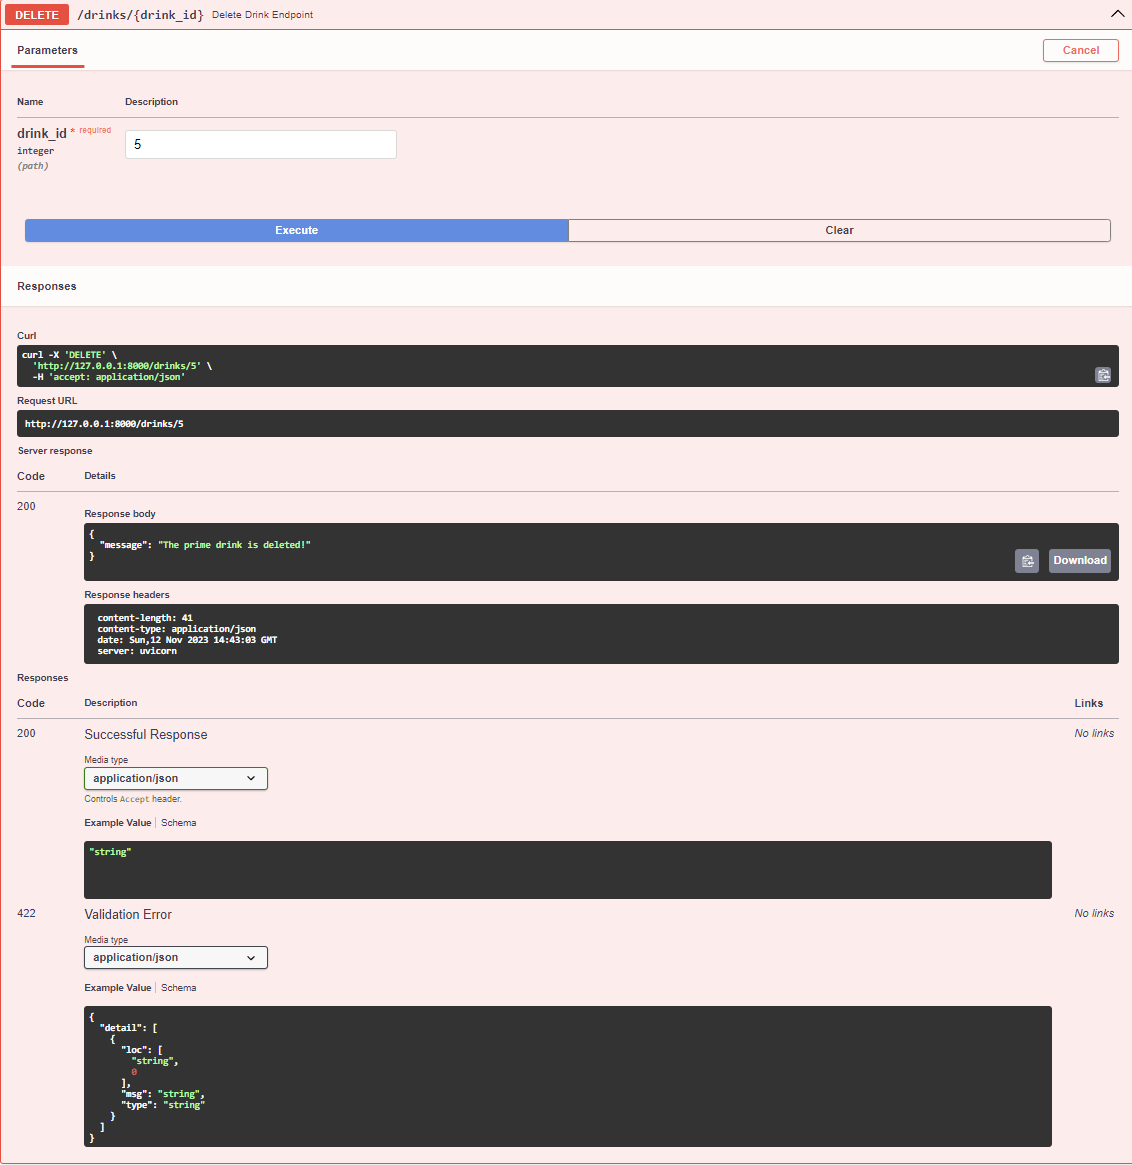 DELETE /drinks/{drink_id} Delete Drink Endpoint
Parameters
Cancel
Name Description
drink_id * required
integer
(path)
5
Execute Clear
Responses
Curl
curl -X 'DELETE' \
'http://127.0.0.1:8000/drinks/5' \
-H 'accept: application/json'
Request URL
http://127.0.0.1:8000/drinks/5
Server response
Code Details
200
Response body
{
"message": "The prime drink is deleted!"
}
Download
Response headers
content-length: 41
content-type: application/json
date: Sun,12 Nov 2023 14:43:03 GMT
server: uvicorn
Responses
Code Description Links
200 Successful Response No links
Media type
application/json
Controls Accept header.
Example Value | Schema
"string"
422 Validation Error No links
Media type
application/json
Example Value | Schema
{
"detail": [
{
"loc": [
"string",
0
],
"msg": "string",
"type": "string"
}
]
}